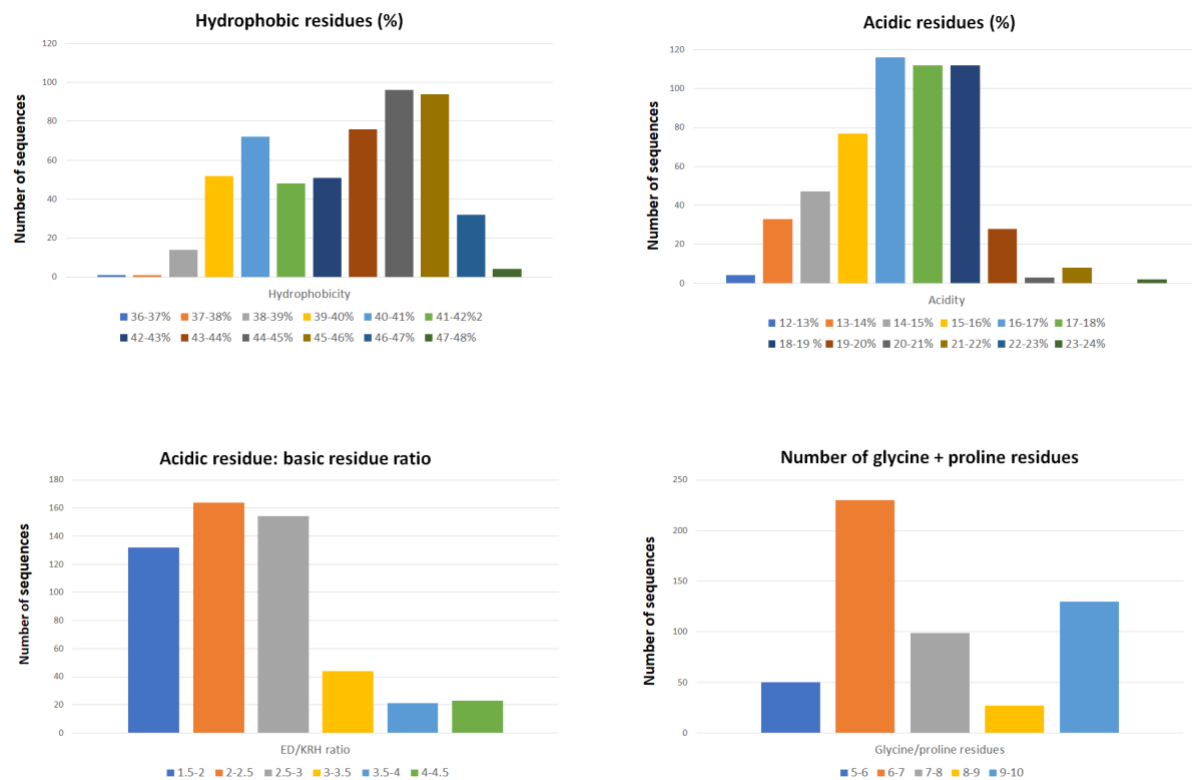 Hydrophobic residues (%)
Number of sequences
120
100
80
60
40
20
0
Hydrophobicity
36-37% 37-38% 38-39% 39-40% 40-41% 41-42%2
42-43% 43-44% 44-45% 45-46% 46-47% 47-48%
Acidic residues (%)
Number of sequences
120
100
80
60
40
20
0
Acidity
12-13% 13-14% 14-15% 15-16% 16-17% 17-18%
18-19 % 19-20% 20-21% 21-22% 22-23% 23-24%
Acidic residue: basic residue ratio
Number of sequences
180
160
140
120
100
80
60
40
20
0
ED/KRH ratio
1.5-2 2-2.5 2.5-3 3-3.5 3.5-4 4-4.5
Number of glycine + proline residues
Number of sequences
250
200
150
100
50
0
Glycine/proline residues
5-6 6-7 7-8 8-9 9-10